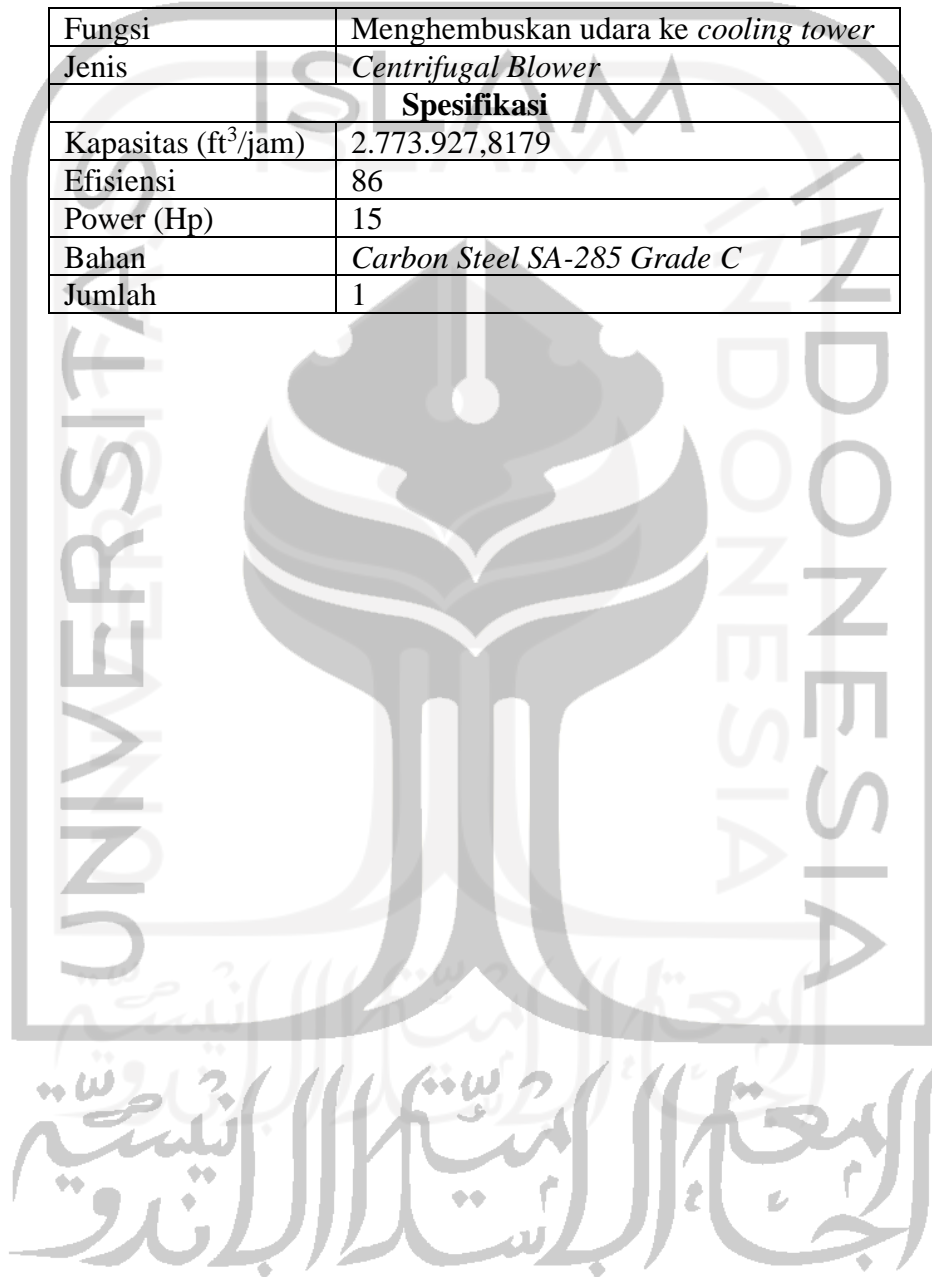 Fungsi Menghembuskan udara ke cooling tower
Jenis Centrifugal Blower
Spesifikasi
Kapasitas (ft³/jam) 2.773.927,8179
Efisiensi 86
Power (Hp) 15
Bahan Carbon Steel SA-285 Grade C
Jumlah 1
ISLAM
UNIVERSITAS
INDONESIA